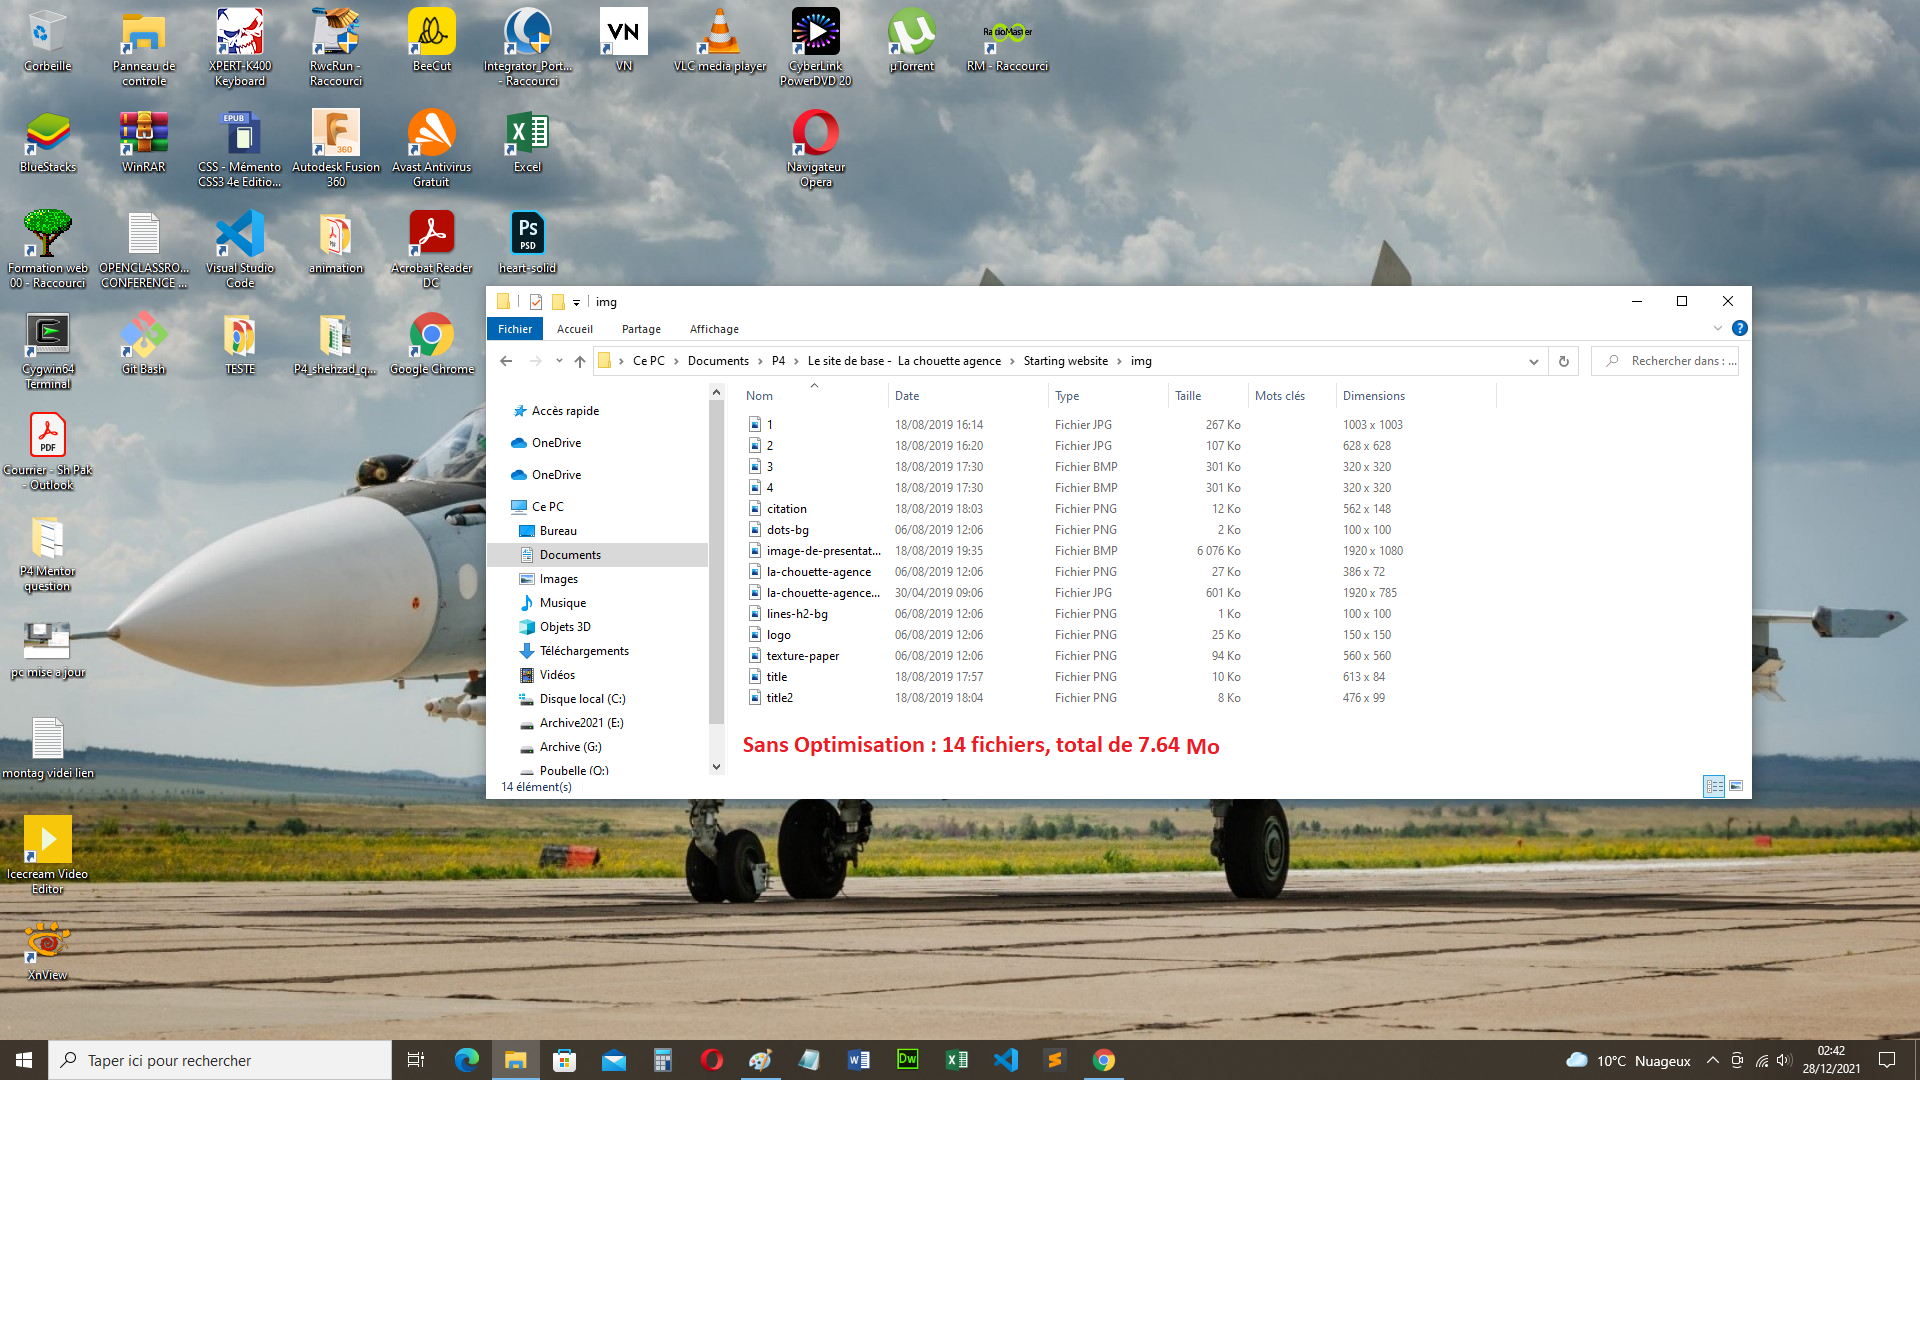 Corbeille
Panneau de controle
XPERT-K400 Keyboard
RwcRun - Raccourci
BeeCut
Integrator_Port... - Raccourci
VN
VN
VLC media player
CyberLink PowerDVD 20
µTorrent
RatioMaster
RM - Raccourci
BlueStacks
WinRAR
EPUB
CSS - Mémento CSS3 4e Editio...
360
Autodesk Fusion 360
Avast Antivirus Gratuit
Excel
Navigateur Opera
Formation web 00 - Raccourci
OPENCLASSRO... CONFERENCE ...
Visual Studio Code
animation
Acrobat Reader DC
Ps
PSD
heart-solid
Cygwin64 Terminal
Git Bash
TESTE
P4_shehzad_q...
Google Chrome
PDF
Courrier - Sh Pak - Outlook
P4 Mentor question
pc mise a jour
montag videi lien
Icecream Video Editor
XnView
img
Fichier
Accueil
Partage
Affichage
Ce PC
Documents
P4
Le site de base - La chouette agence
Starting website
img
Rechercher dans : ...
Accès rapide
OneDrive
OneDrive
Ce PC
Bureau
Documents
Images
Musique
Objets 3D
Téléchargements
Vidéos
Disque local (C:)
Archive2021 (E:)
Archive (G:)
Poubelle (O:)
Nom Date Type Taille Mots clés Dimensions
1 18/08/2019 16:14 Fichier JPG 267 Ko 1003 x 1003
2 18/08/2019 16:20 Fichier JPG 107 Ko 628 x 628
3 18/08/2019 17:30 Fichier BMP 301 Ko 320 x 320
4 18/08/2019 17:30 Fichier BMP 301 Ko 320 x 320
citation 18/08/2019 18:03 Fichier PNG 12 Ko 562 x 148
dots-bg 06/08/2019 12:06 Fichier PNG 2 Ko 100 x 100
image-de-presentat... 18/08/2019 19:35 Fichier BMP 6 076 Ko 1920 x 1080
la-chouette-agence 06/08/2019 12:06 Fichier PNG 27 Ko 386 x 72
la-chouette-agence... 30/04/2019 09:06 Fichier JPG 601 Ko 1920 x 785
lines-h2-bg 06/08/2019 12:06 Fichier PNG 1 Ko 100 x 100
logo 06/08/2019 12:06 Fichier PNG 25 Ko 150 x 150
texture-paper 06/08/2019 12:06 Fichier PNG 94 Ko 560 x 560
title 18/08/2019 17:57 Fichier PNG 10 Ko 613 x 84
title2 18/08/2019 18:04 Fichier PNG 8 Ko 476 x 99
Sans Optimisation : 14 fichiers, total de 7.64 Mo
14 élément(s)
Taper ici pour rechercher
Dw
10°C Nuageux
02:42
28/12/2021